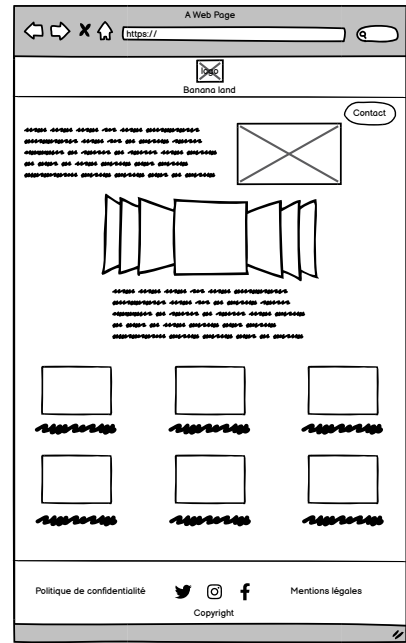 A Web Page
https://
logo
Banana land
Contact
Politique de confidentialité
Mentions légales
Copyright